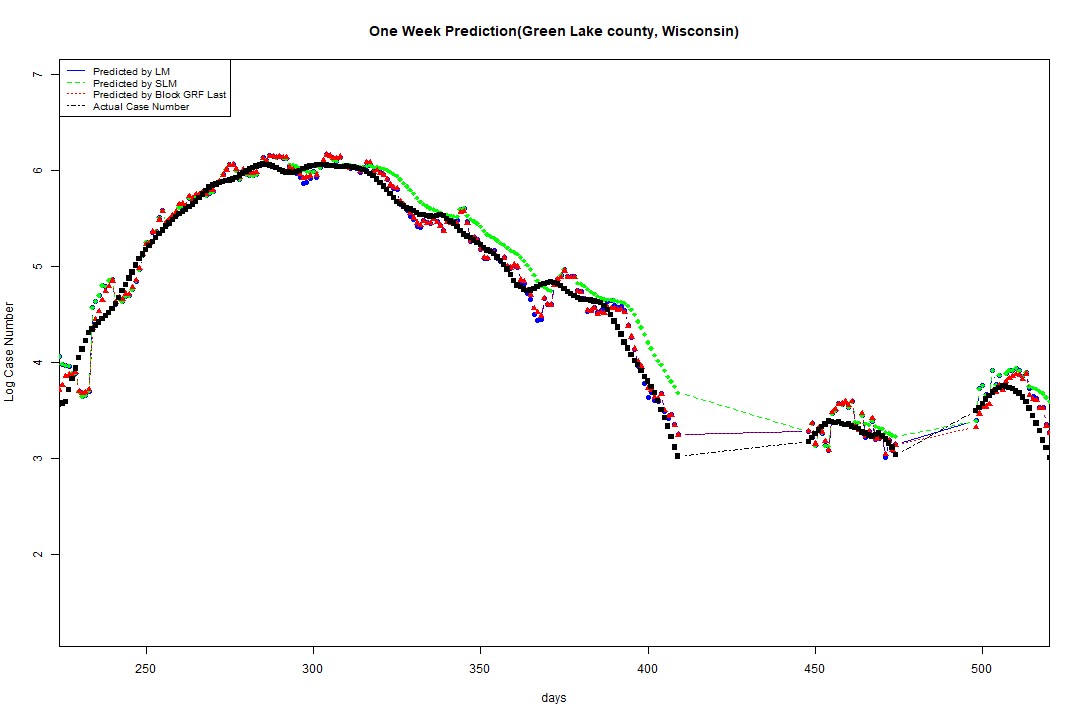 One Week Prediction(Green Lake county, Wisconsin)
Predicted by LM
Predicted by SLM
Predicted by Block GRF Last
Actual Case Number
7
6
5
4
3
2
Log Case Number
250 300 350 400 450 500
days